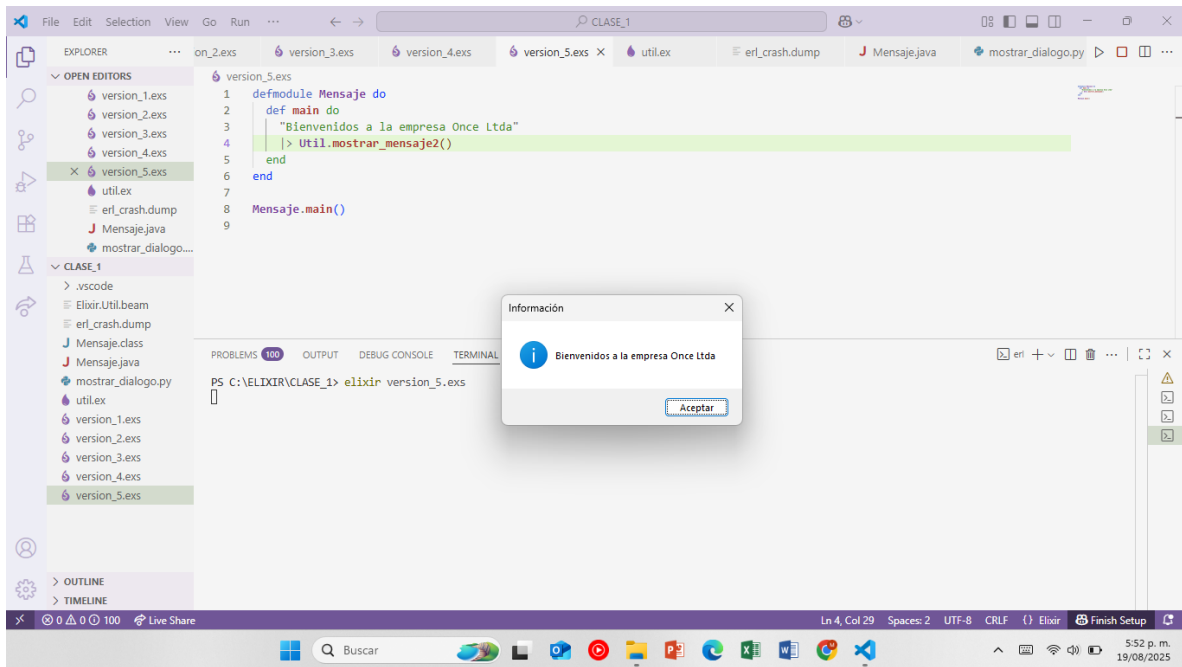 File Edit Selection View Go Run ··· CLASE_1
EXPLORER ···
on_2.exs version_3.exs version_4.exs version_5.exs util.ex erl_crash.dump Mensaje.java mostrar_dialogo.py ···
OPEN EDITORS
version_1.exs
version_2.exs
version_3.exs
version_4.exs
version_5.exs
util.ex
erl_crash.dump
Mensaje.java
mostrar_dialogo....
CLASE_1
.vscode
Elixir.Util.beam
erl_crash.dump
Mensaje.class
Mensaje.java
mostrar_dialogo.py
util.ex
version_1.exs
version_2.exs
version_3.exs
version_4.exs
version_5.exs
OUTLINE
TIMELINE
version_5.exs
1 defmodule Mensaje do
2 def main do
3 "Bienvenidos a la empresa Once Ltda"
4 |> Util.mostrar_mensaje2()
5 end
6 end
7
8 Mensaje.main()
9
Información
Bienvenidos a la empresa Once Ltda
Aceptar
PROBLEMS 100 OUTPUT DEBUG CONSOLE TERMINAL erl ···
PS C:\ELIXIR\CLASE_1> elixir version_5.exs
0 0 100 Live Share Ln 4, Col 29 Spaces: 2 UTF-8 CRLF {} Elixir Finish Setup
Buscar
5:52 p. m.
19/08/2025